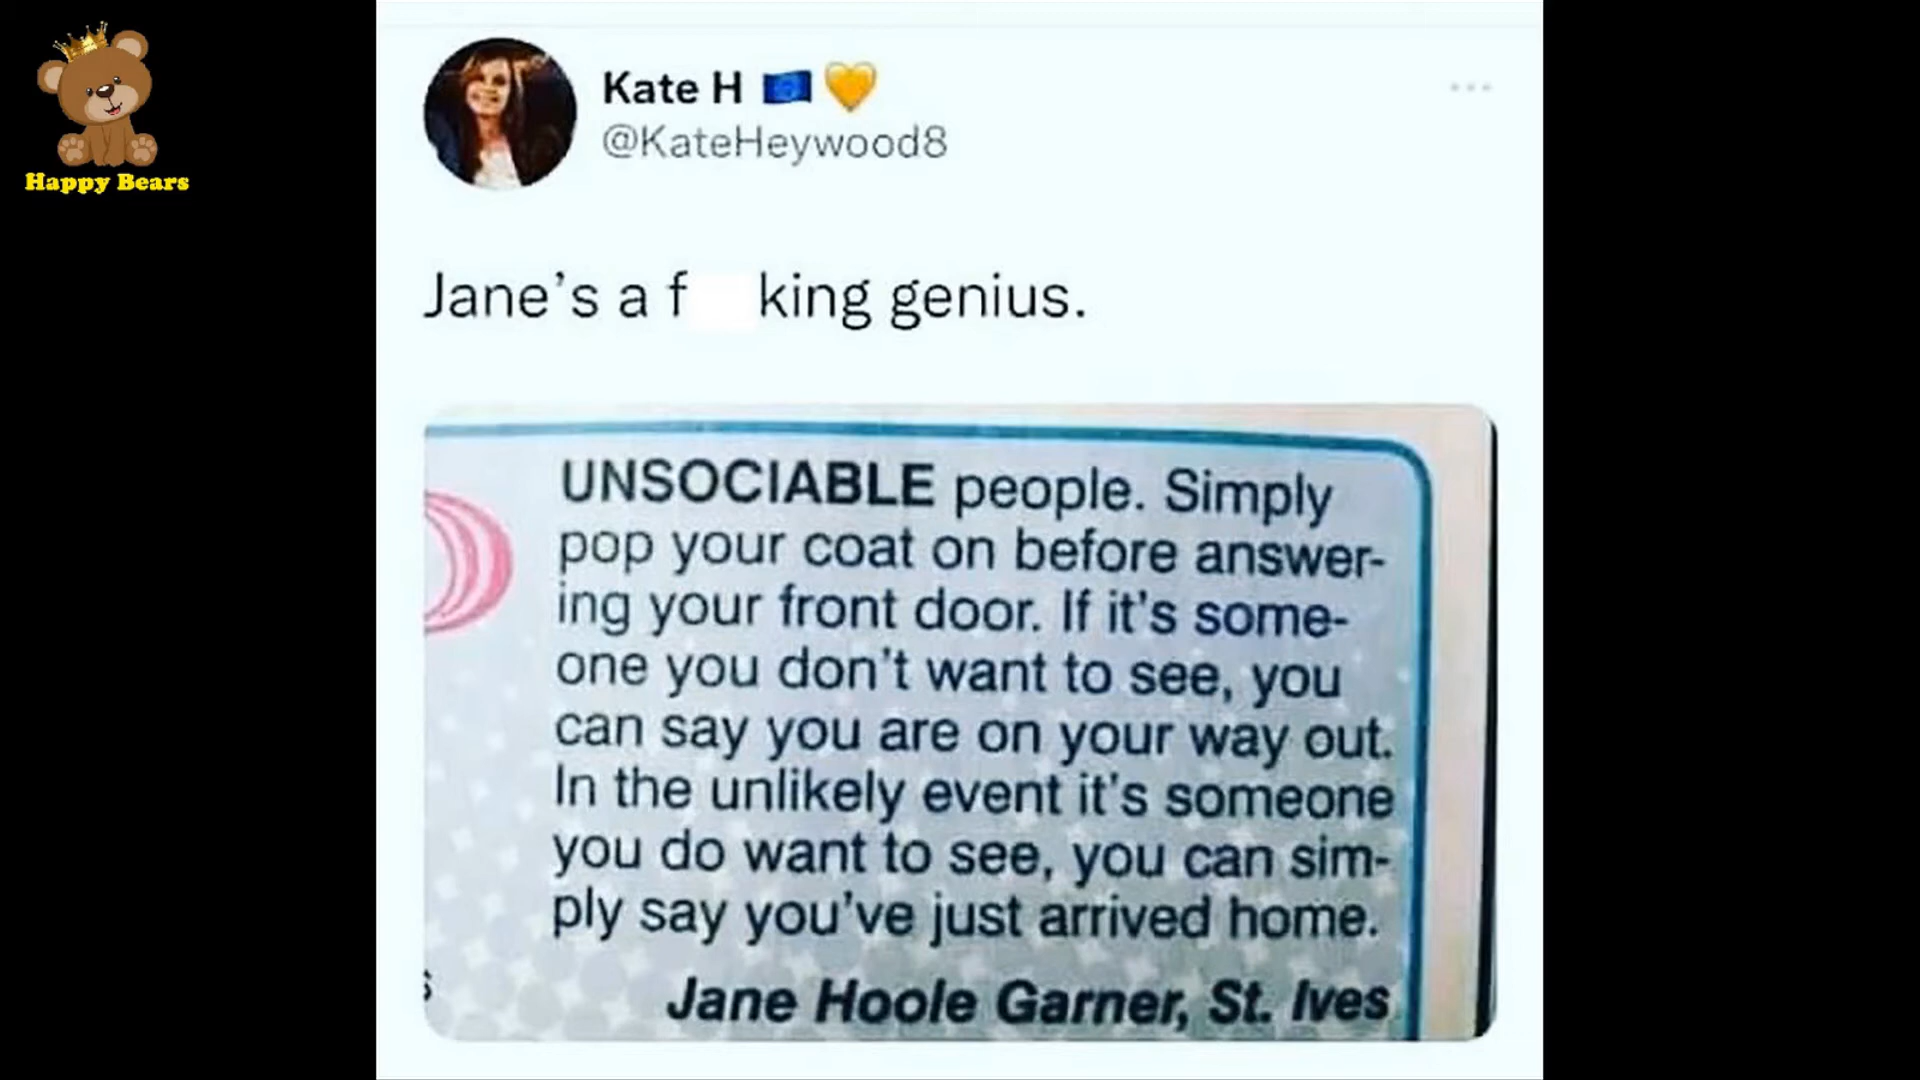 Happy Bears
Kate H 🇪🇺 🧡
@KateHeywood8
Jane's a f king genius.
UNSOCIABLE people. Simply
pop your coat on before answer-
ing your front door. If it's some-
one you don't want to see, you
can say you are on your way out.
In the unlikely event it's someone
you do want to see, you can sim-
ply say you've just arrived home.
s
Jane Hoole Garner, St. Ives